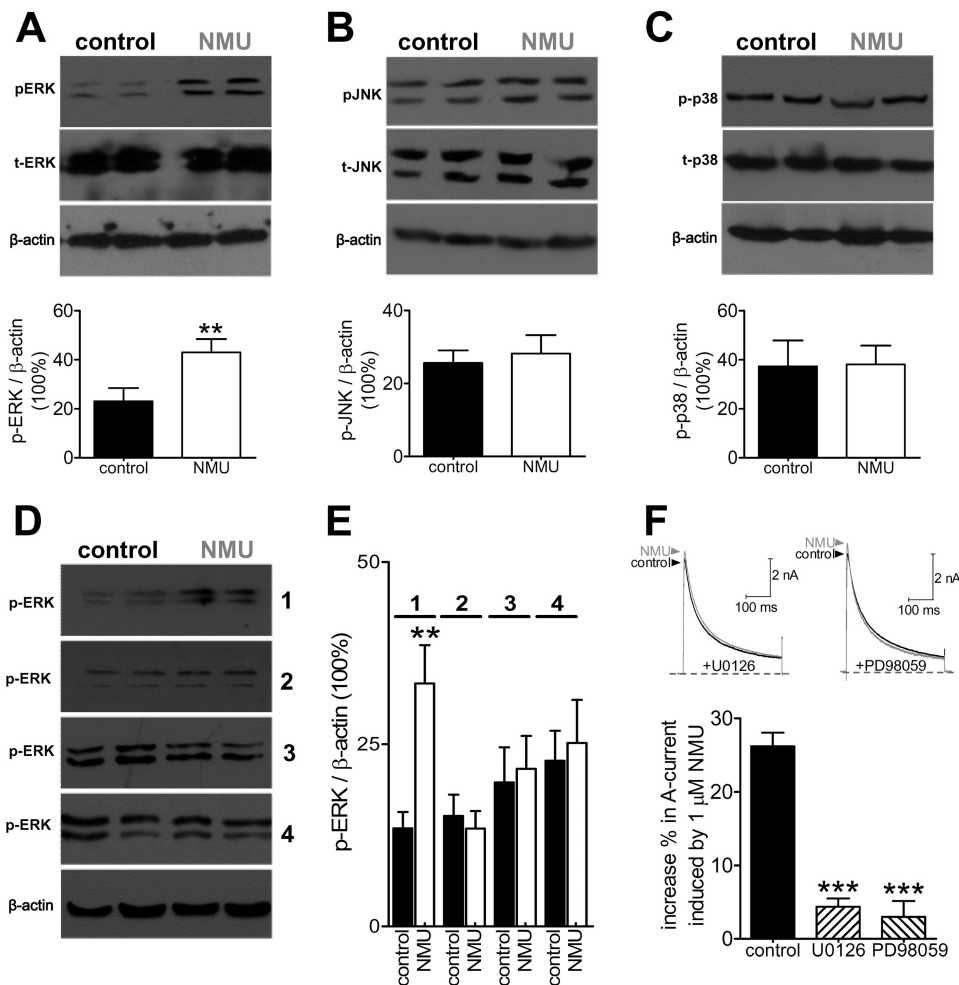 A
control NMU
pERK
t-ERK
β-actin
60
40
20
0
p-ERK / β-actin
(100%)
**
control NMU
B
control NMU
pJNK
t-JNK
β-actin
40
20
0
p-JNK / β-actin
(100%)
control NMU
C
control NMU
p-p38
t-p38
β-actin
60
40
20
0
p-p38 / β-actin
(100%)
control NMU
D
control NMU
p-ERK 1
p-ERK 2
p-ERK 3
p-ERK 4
β-actin
E
50
25
0
p-ERK / β-actin (100%)
1 2 3 4
**
control NMU control NMU control NMU control NMU
F
NMU
control
2 nA
100 ms
+U0126
NMU
control
2 nA
100 ms
+PD98059
30
20
10
0
increase % in A-current
induced by 1 µM NMU
*** ***
control U0126 PD98059